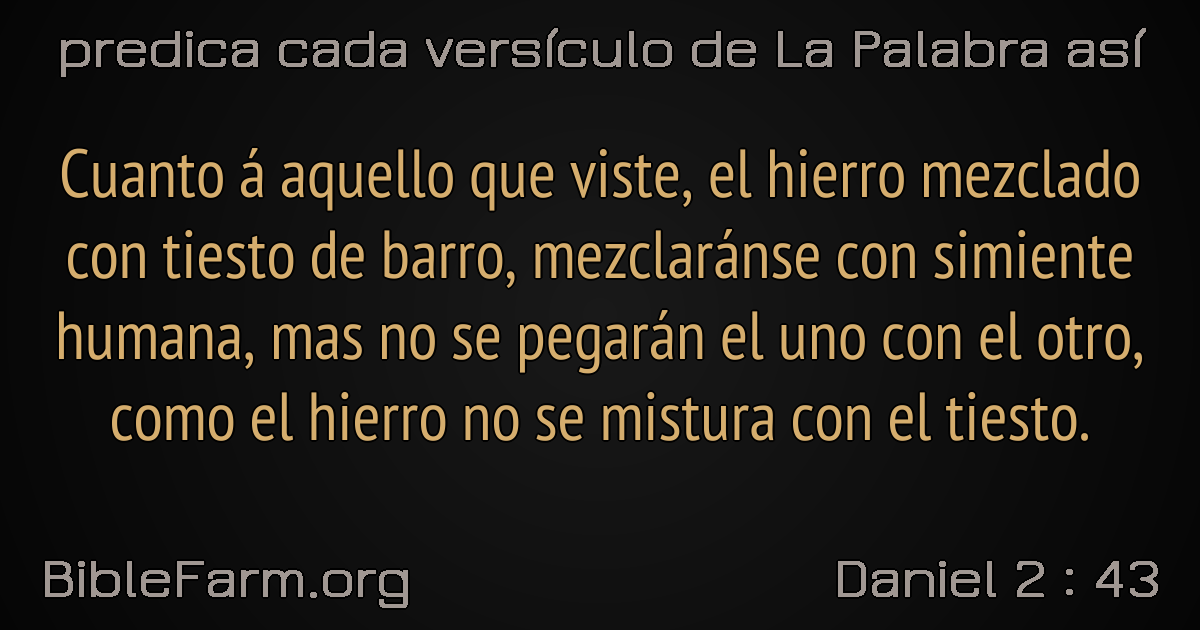 predica cada versículo de La Palabra así
Cuanto á aquello que viste, el hierro mezclado
con tiesto de barro, mezclaránse con simiente
humana, mas no se pegarán el uno con el otro,
como el hierro no se mistura con el tiesto.
BibleFarm.org
Daniel 2 : 43